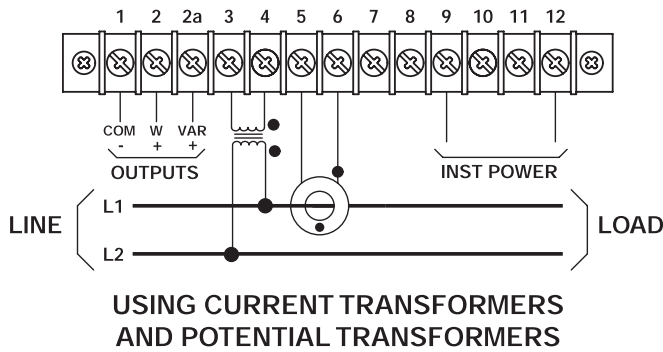 1 2 2a 3 4 5 6 7 8 9 10 11 12
COM W VAR
- + +
OUTPUTS
INST POWER
L1
LINE
LOAD
L2
USING CURRENT TRANSFORMERS
AND POTENTIAL TRANSFORMERS